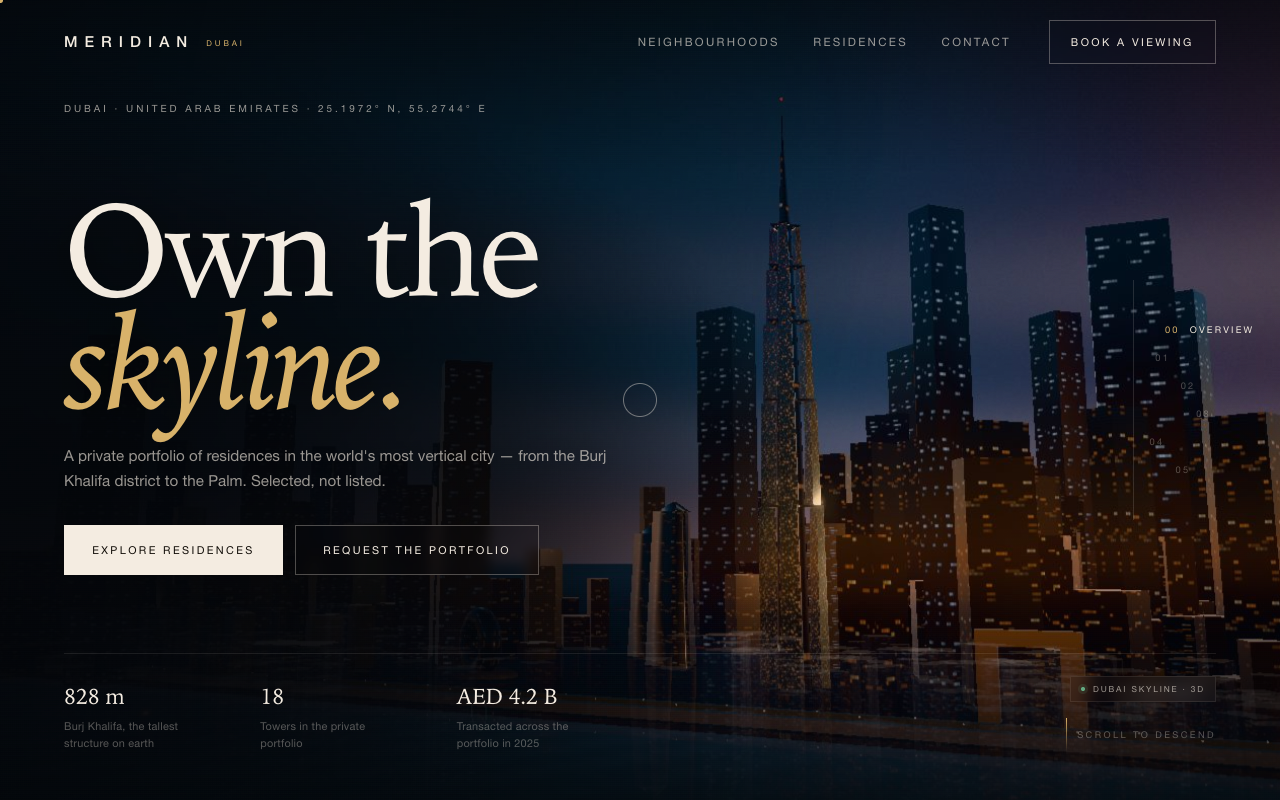 MERIDIAN DUBAI
NEIGHBOURHOODS RESIDENCES CONTACT BOOK A VIEWING
DUBAI · UNITED ARAB EMIRATES · 25.1972° N, 55.2744° E
Own the
skyline.
00 OVERVIEW
01
02
03
04
05
A private portfolio of residences in the world's most vertical city — from the Burj
Khalifa district to the Palm. Selected, not listed.
EXPLORE RESIDENCES REQUEST THE PORTFOLIO
828 m
Burj Khalifa, the tallest
structure on earth
18
Towers in the private
portfolio
AED 4.2 B
Transacted across the
portfolio in 2025
DUBAI SKYLINE · 3D
SCROLL TO DESCEND